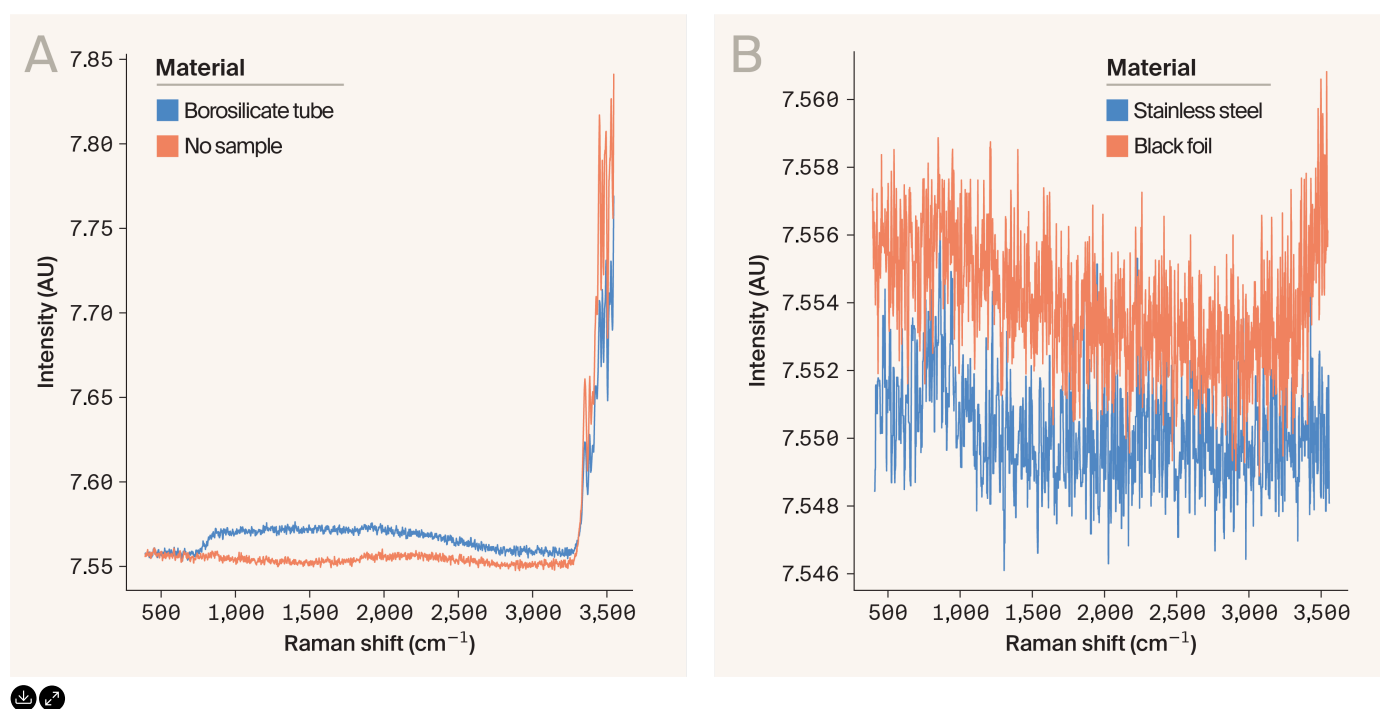 A
Material
Borosilicate tube
No sample
7.85
7.80
7.75
7.70
7.65
7.60
7.55
Intensity (AU)
500 1,000 1,500 2,000 2,500 3,000 3,500
Raman shift (cm⁻¹)
B
Material
Stainless steel
Black foil
7.560
7.558
7.556
7.554
7.552
7.550
7.548
7.546
Intensity (AU)
500 1,000 1,500 2,000 2,500 3,000 3,500
Raman shift (cm⁻¹)